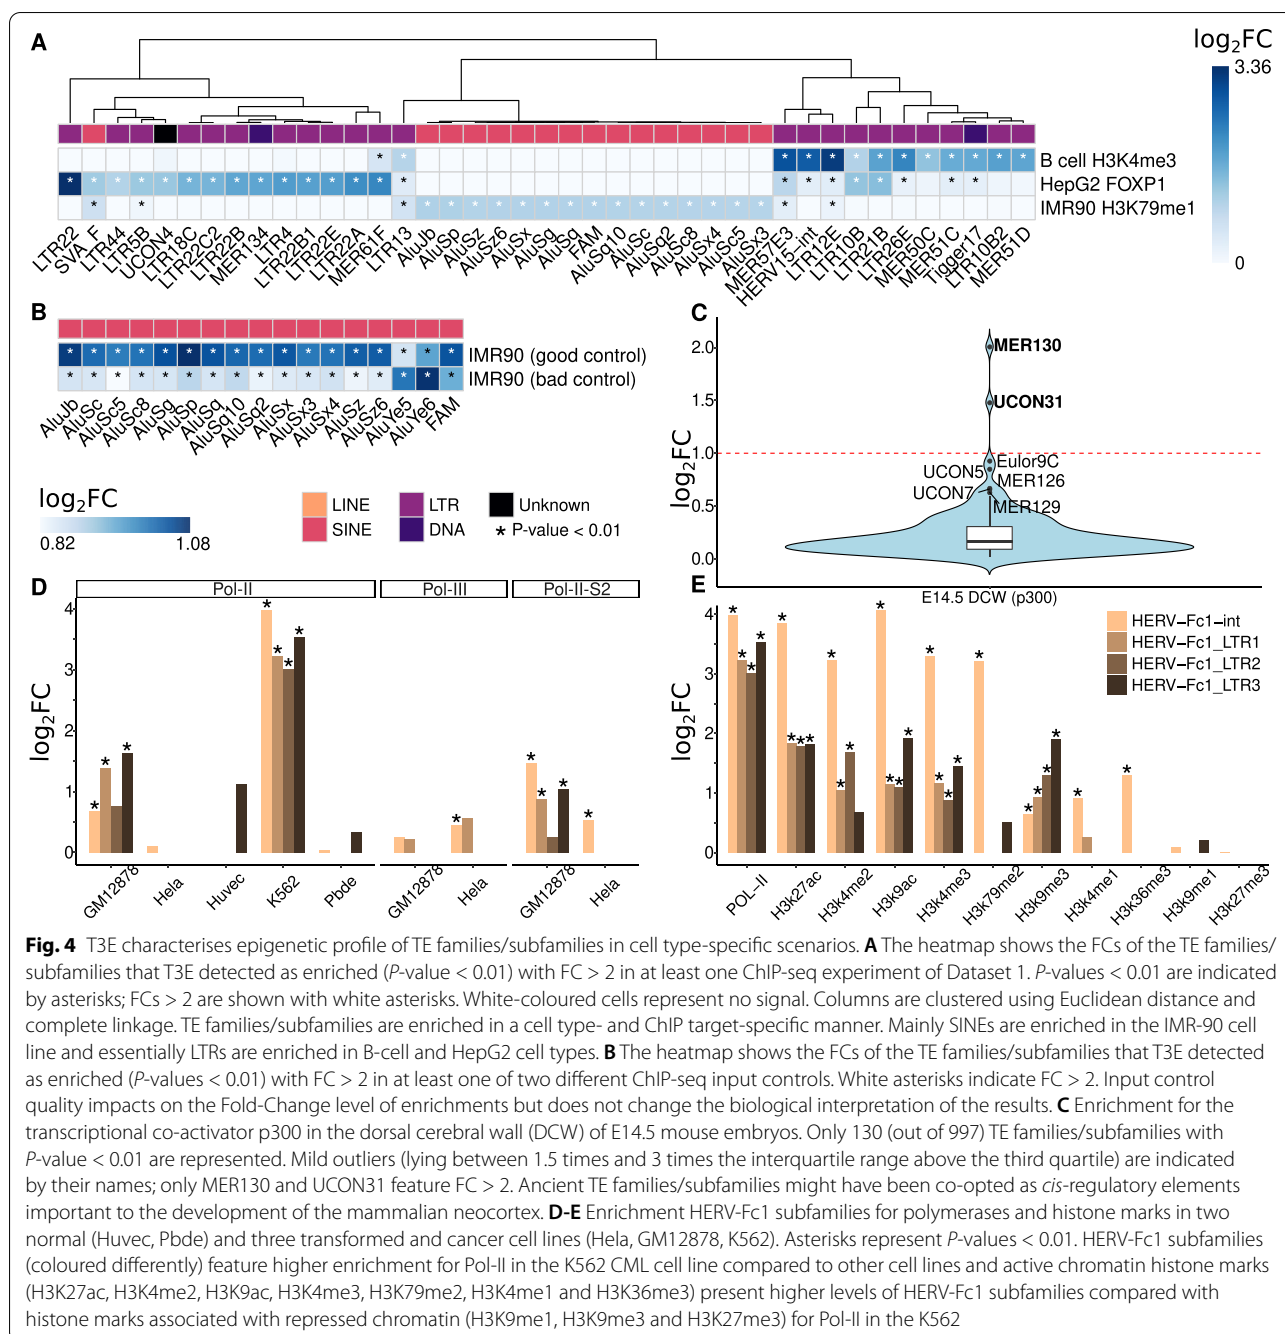 A
log2FC
3.36
0
B cell H3K4me3
HepG2 FOXP1
IMR90 H3K79me1
LTR22
SVA_F
LTR44
LTR5B
UCON4
LTR18C
LTR22C2
LTR22B
MER134
LTR4
LTR22B1
LTR22E
LTR22A
MER61F
LTR13
AluJb
AluSp
AluSz
AluSz6
AluSx
AluSg
AluSq
FAM
AluSq10
AluSc
AluSc2
AluSc8
AluSx4
AluSc5
AluSx3
MER57E3
HERV15-int
LTR12E
LTR10B
LTR21B
LTR26E
MER50C
MER51C
Tigger17
LTR10B2
MER51D
B
IMR90 (good control)
IMR90 (bad control)
AluJb
AluSc
AluSc5
AluSc8
AluSg
AluSp
AluSq
AluSq10
AluSq2
AluSx
AluSx3
AluSx4
AluSz
AluSz6
AluYe5
AluYe6
FAM
log2FC
0.82 1.08
LINE LTR Unknown
SINE DNA * P-value < 0.01
C
log2FC
2.0
1.5
1.0
0.5
0.0
MER130
UCON31
Eulor9C
UCON5
MER126
UCON7
MER129
E14.5 DCW (p300)
D
Pol-II Pol-III Pol-II-S2
log2FC
4
3
2
1
0
GM12878
Hela
Huvec
K562
Pbde
GM12878
Hela
GM12878
Hela
E
log2FC
4
3
2
1
0
HERV-Fc1-int
HERV-Fc1_LTR1
HERV-Fc1_LTR2
HERV-Fc1_LTR3
POL-II
H3k27ac
H3k4me2
H3k9ac
H3k4me3
H3k79me2
H3k9me3
H3k4me1
H3k36me3
H3k9me1
H3k27me3
Fig. 4 T3E characterises epigenetic profile of TE families/subfamilies in cell type-specific scenarios. A The heatmap shows the FCs of the TE families/
subfamilies that T3E detected as enriched (P-value < 0.01) with FC > 2 in at least one ChIP-seq experiment of Dataset 1. P-values < 0.01 are indicated
by asterisks; FCs > 2 are shown with white asterisks. White-coloured cells represent no signal. Columns are clustered using Euclidean distance and
complete linkage. TE families/subfamilies are enriched in a cell type- and ChIP target-specific manner. Mainly SINEs are enriched in the IMR-90 cell
line and essentially LTRs are enriched in B-cell and HepG2 cell types. B The heatmap shows the FCs of the TE families/subfamilies that T3E detected
as enriched (P-values < 0.01) with FC > 2 in at least one of two different ChIP-seq input controls. White asterisks indicate FC > 2. Input control
quality impacts on the Fold-Change level of enrichments but does not change the biological interpretation of the results. C Enrichment for the
transcriptional co-activator p300 in the dorsal cerebral wall (DCW) of E14.5 mouse embryos. Only 130 (out of 997) TE families/subfamilies with
P-value < 0.01 are represented. Mild outliers (lying between 1.5 times and 3 times the interquartile range above the third quartile) are indicated
by their names; only MER130 and UCON31 feature FC > 2. Ancient TE families/subfamilies might have been co-opted as cis-regulatory elements
important to the development of the mammalian neocortex. D-E Enrichment HERV-Fc1 subfamilies for polymerases and histone marks in two
normal (Huvec, Pbde) and three transformed and cancer cell lines (Hela, GM12878, K562). Asterisks represent P-values < 0.01. HERV-Fc1 subfamilies
(coloured differently) feature higher enrichment for Pol-II in the K562 CML cell line compared to other cell lines and active chromatin histone marks
(H3K27ac, H3K4me2, H3K9ac, H3K4me3, H3K79me2, H3K4me1 and H3K36me3) present higher levels of HERV-Fc1 subfamilies compared with
histone marks associated with repressed chromatin (H3K9me1, H3K9me3 and H3K27me3) for Pol-II in the K562